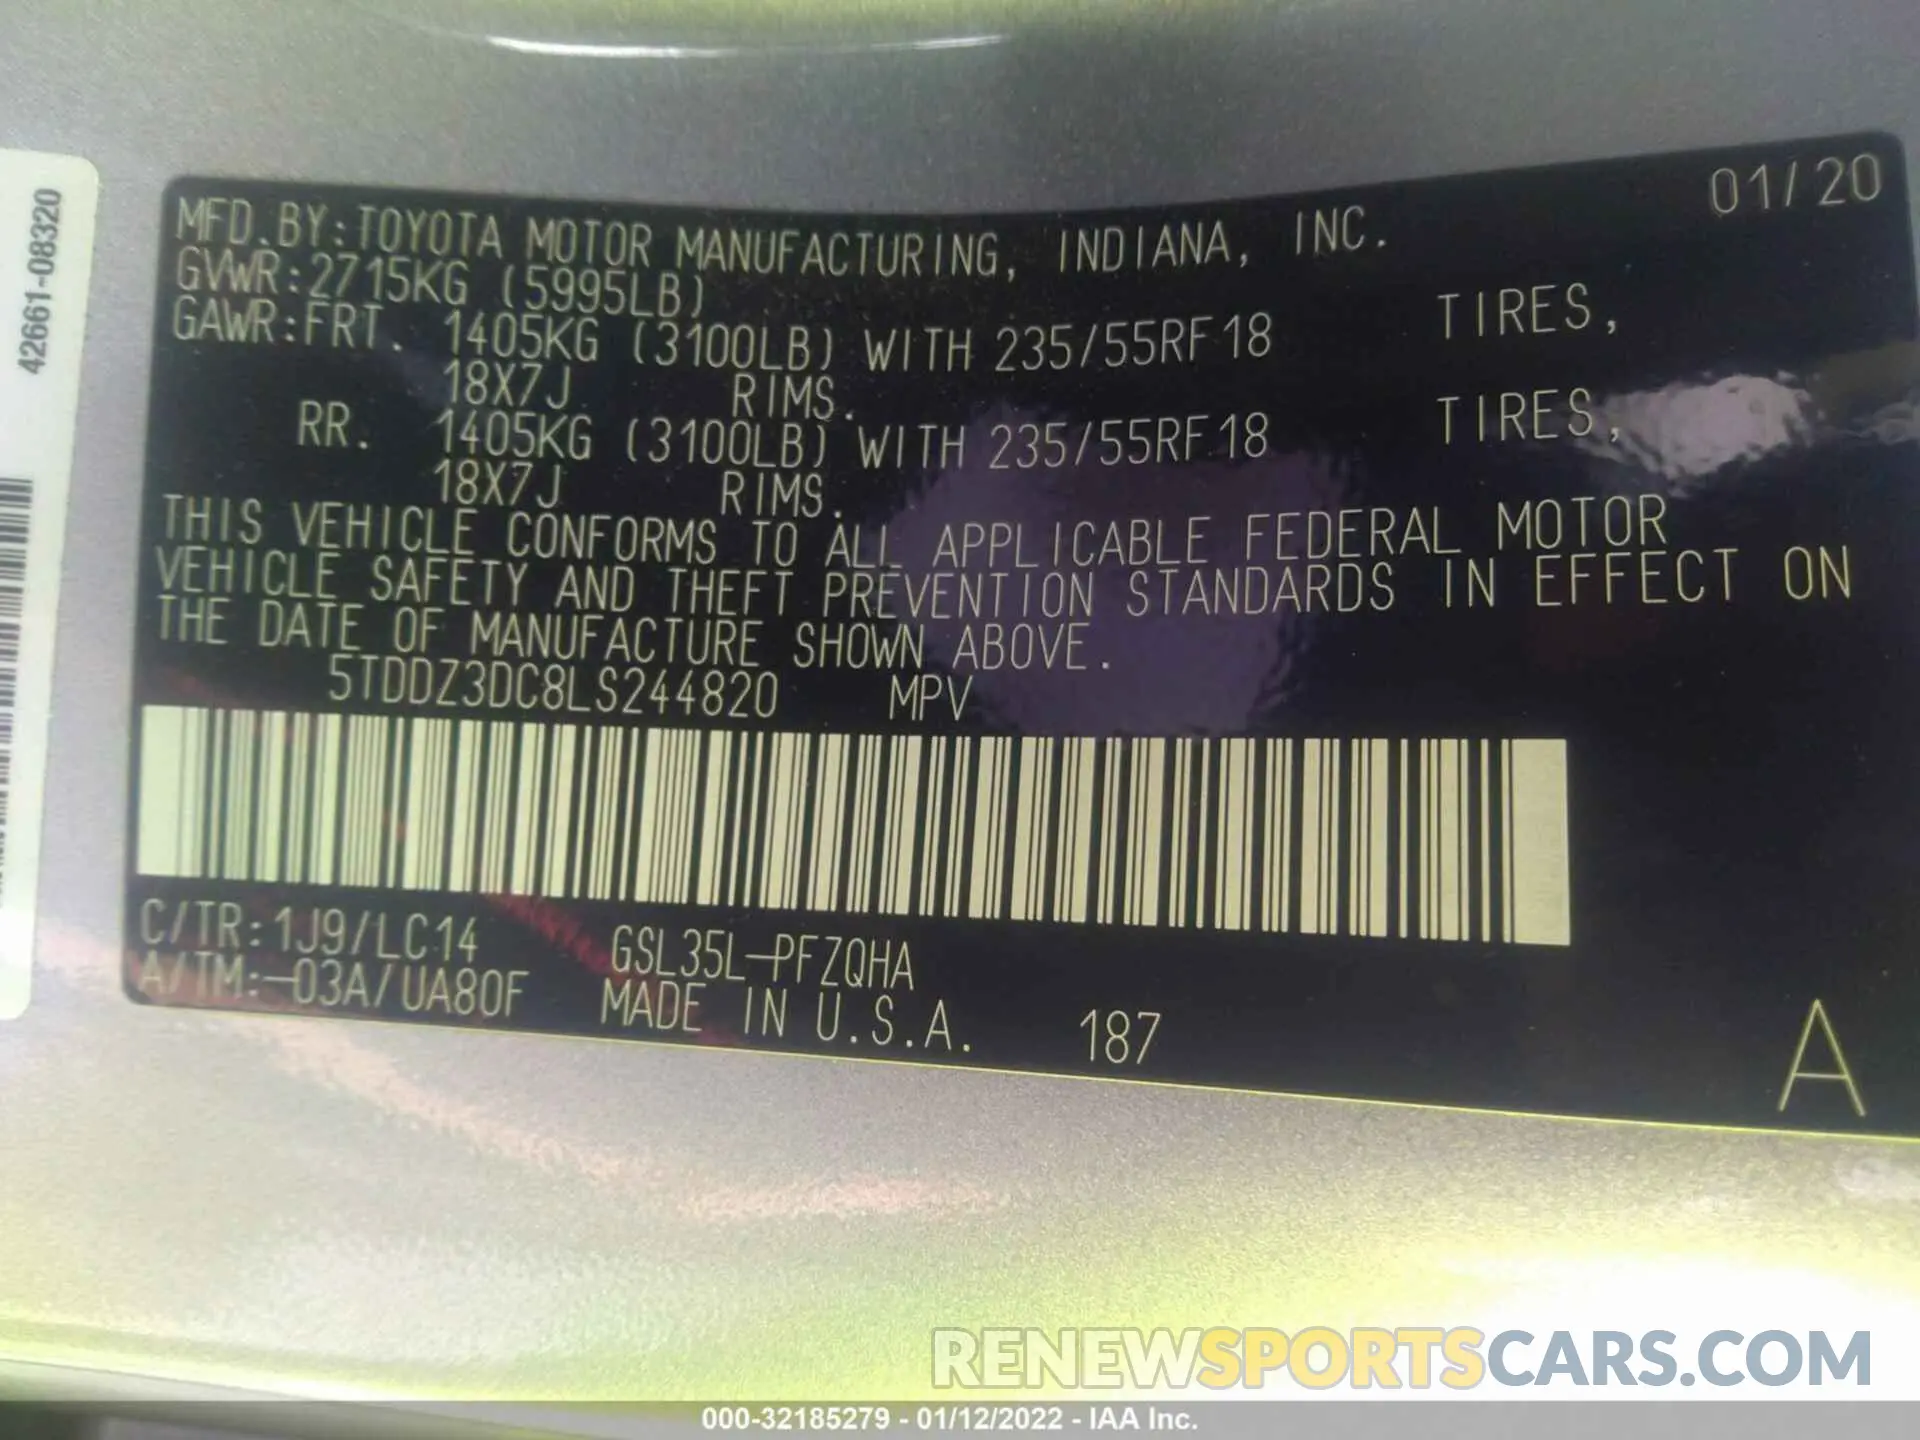 42661-08320
01/20
MFD.BY:TOYOTA MOTOR MANUFACTURING, INDIANA, INC.
GVWR:2715KG (5995LB)
GAWR:FRT. 1405KG (3100LB) WITH 235/55RF18 TIRES,
18X7J RIMS.
RR. 1405KG (3100LB) WITH 235/55RF18 TIRES,
18X7J RIMS.
THIS VEHICLE CONFORMS TO ALL APPLICABLE FEDERAL MOTOR
VEHICLE SAFETY AND THEFT PREVENTION STANDARDS IN EFFECT ON
THE DATE OF MANUFACTURE SHOWN ABOVE.
5TDDZ3DC8LS244820 MPV
C/TR:1J9/LC14 GSL35L-PFZQHA
A/TM:-03A/UA80F MADE IN U.S.A. 187
A
RENEWSPORTSCARS.COM
000-32185279 - 01/12/2022 - IAA Inc.